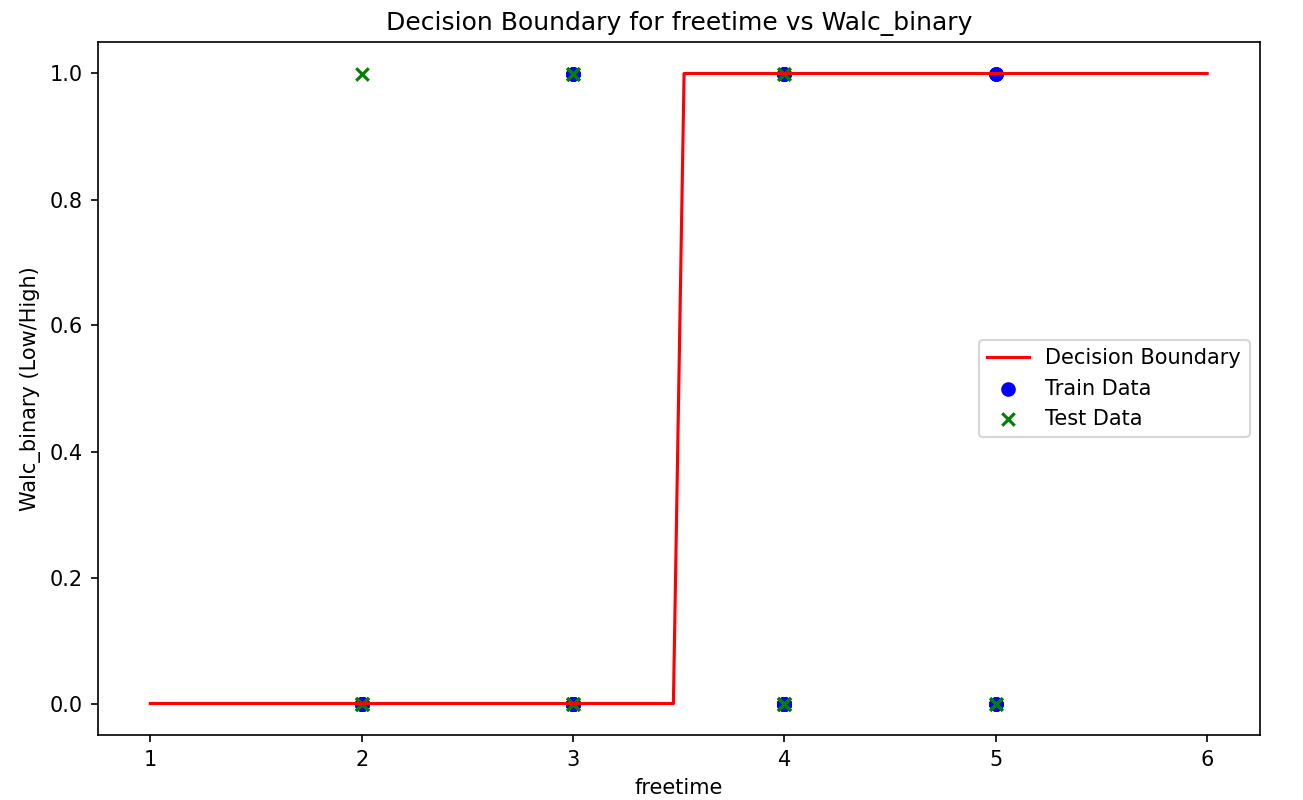 Decision Boundary for freetime vs Walc_binary
1.0
0.8
0.6
0.4
0.2
0.0
Walc_binary (Low/High)
Decision Boundary
Train Data
Test Data
1 2 3 4 5 6
freetime